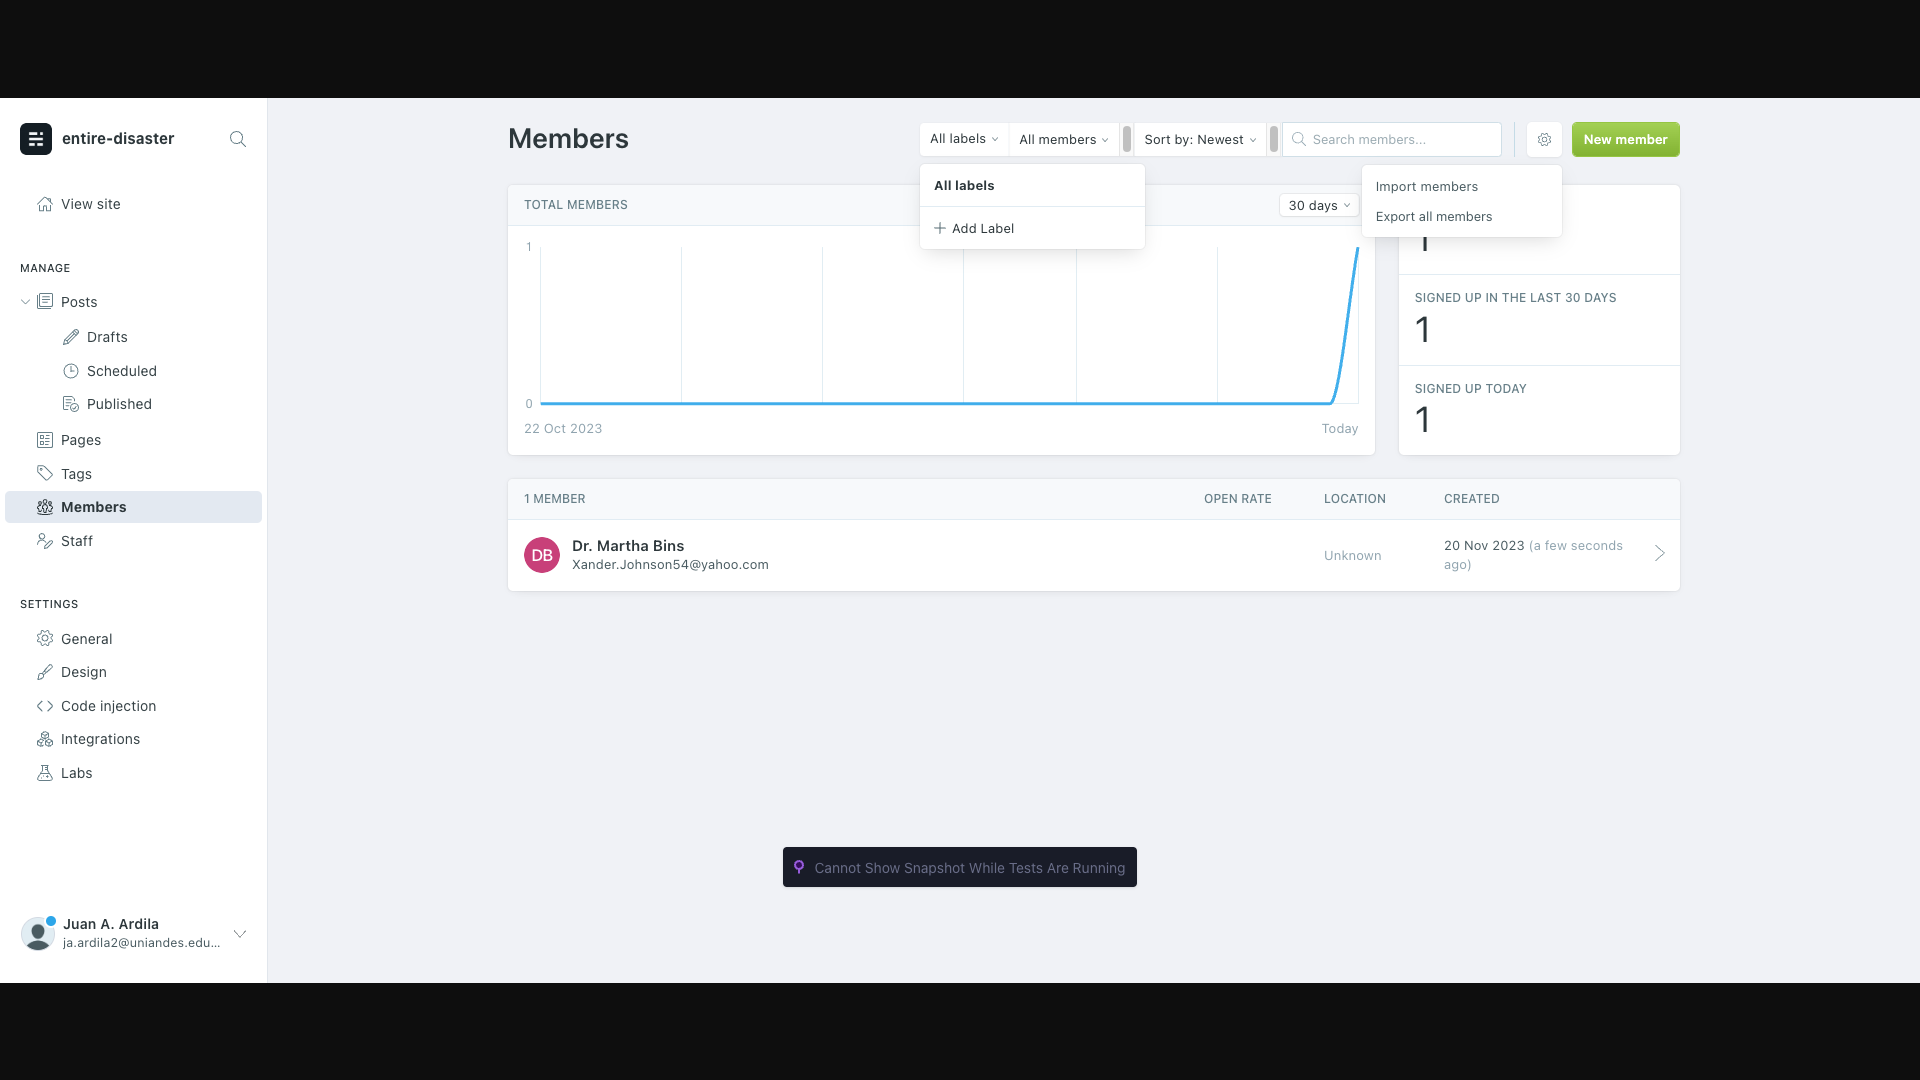 entire-disaster
View site
MANAGE
Posts
Drafts
Scheduled
Published
Pages
Tags
Members
Staff
SETTINGS
General
Design
Code injection
Integrations
Labs
Juan A. Ardila
ja.ardila2@uniandes.edu...
Members
All labels
All members
Sort by: Newest
Search members...
New member
All labels
Add Label
Import members
Export all members
TOTAL MEMBERS
30 days
1
0
22 Oct 2023
Today
1
SIGNED UP IN THE LAST 30 DAYS
1
SIGNED UP TODAY
1
1 MEMBER
OPEN RATE
LOCATION
CREATED
DB
Dr. Martha Bins
Xander.Johnson54@yahoo.com
Unknown
20 Nov 2023 (a few seconds
ago)
Cannot Show Snapshot While Tests Are Running